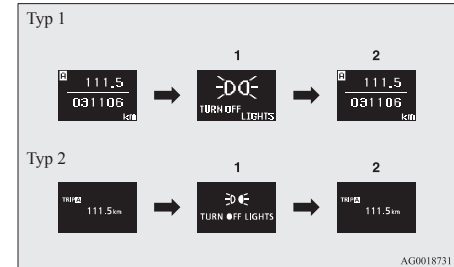 Typ 1
1 2
A 111.5 TURN OFF A 111.5
031106 LIGHTS 031106
km km
Typ 2
1 2
TRIP A TRIP A
111.5 km TURN OFF LIGHTS 111.5 km
AG0018731